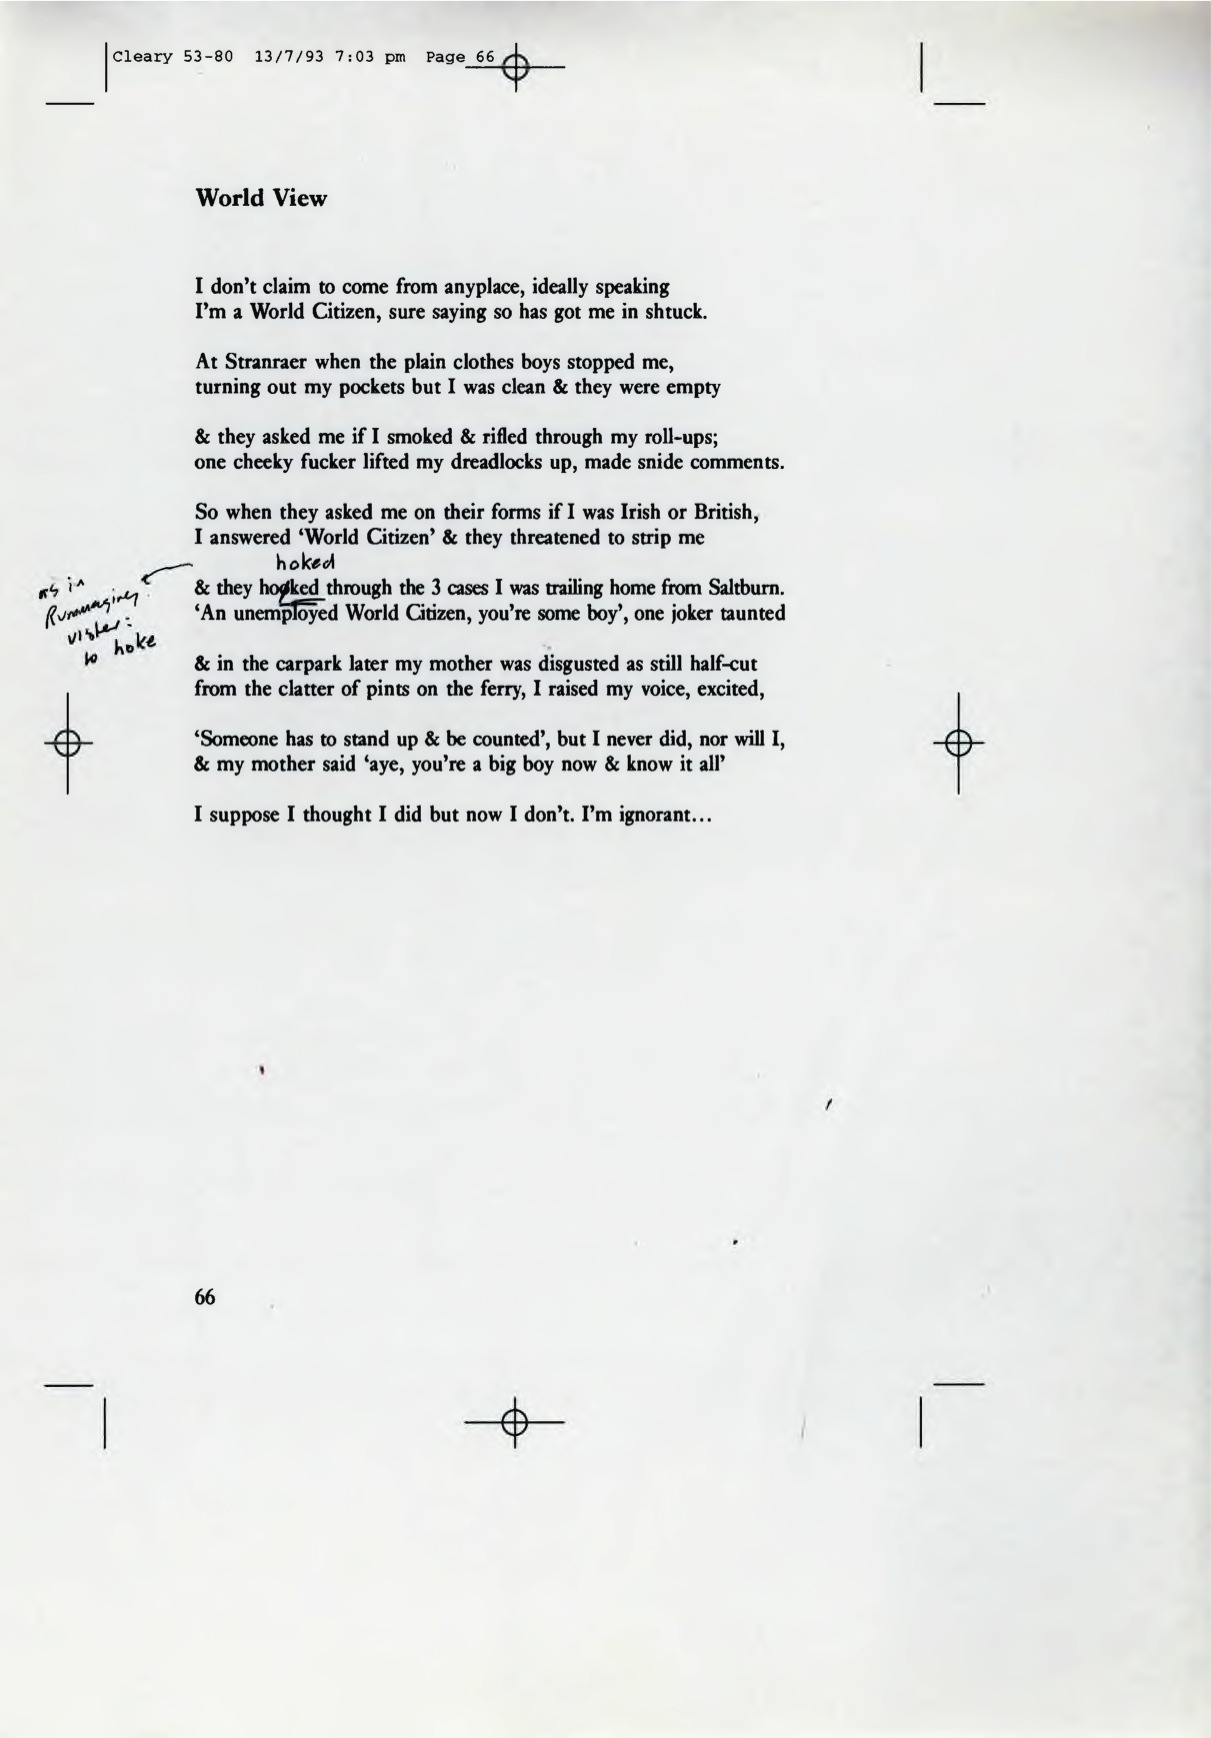 Cleary 53-80 13/7/93 7:03 pm Page 66
World View
I don't claim to come from anyplace, ideally speaking
I'm a World Citizen, sure saying so has got me in shtuck.
At Stranraer when the plain clothes boys stopped me,
turning out my pockets but I was clean & they were empty
& they asked me if I smoked & rifled through my roll-ups;
one cheeky fucker lifted my dreadlocks up, made snide comments.
So when they asked me on their forms if I was Irish or British,
I answered ‘World Citizen’ & they threatened to strip me
hoked
& they hooked through the 3 cases I was trailing home from Saltburn.
‘An unemployed World Citizen, you're some boy’, one joker taunted
as in
Rummaging
to hoke
& in the carpark later my mother was disgusted as still half-cut
from the clatter of pints on the ferry, I raised my voice, excited,
‘Someone has to stand up & be counted’, but I never did, nor will I,
& my mother said ‘aye, you're a big boy now & know it all’
I suppose I thought I did but now I don't. I'm ignorant...
66